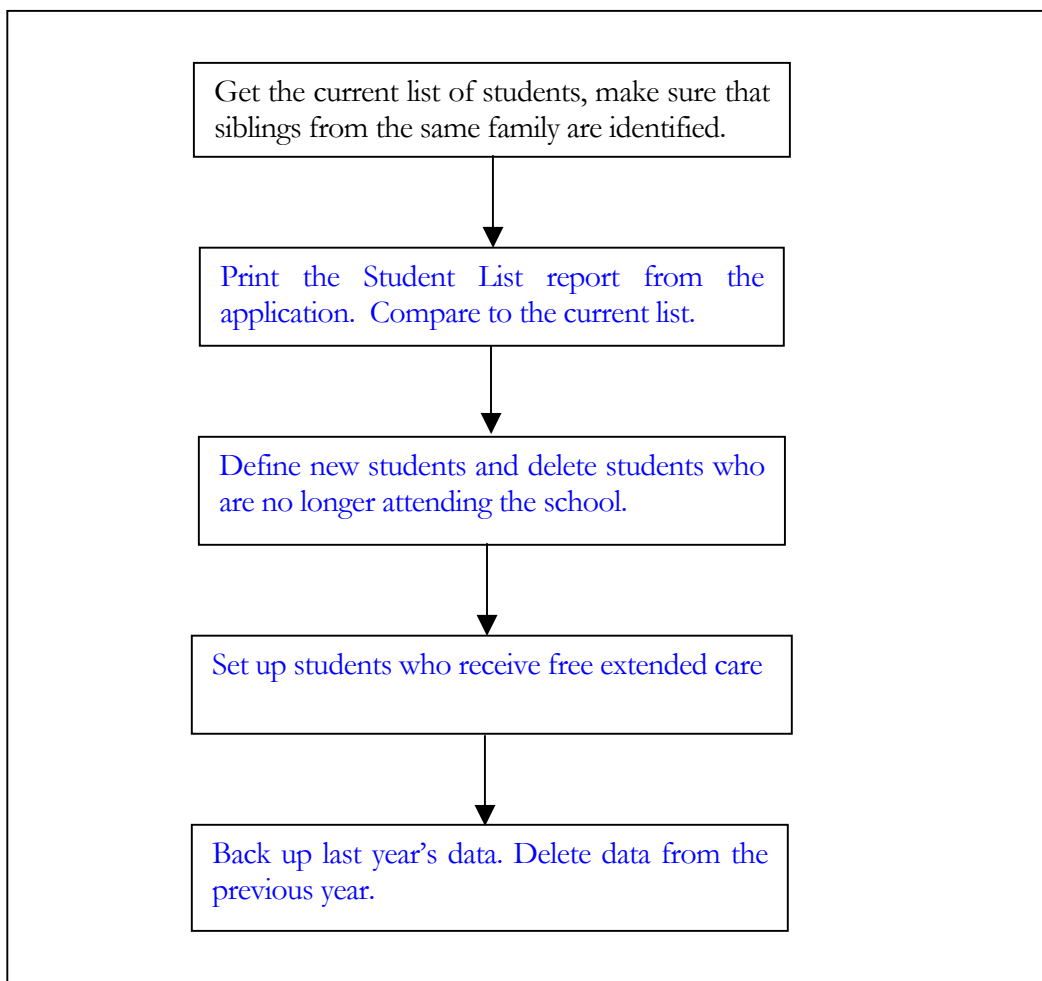 Get the current list of students, make sure that
siblings from the same family are identified.
Print the Student List report from the
application. Compare to the current list.
Define new students and delete students who
are no longer attending the school.
Set up students who receive free extended care
Back up last year’s data. Delete data from the
previous year.